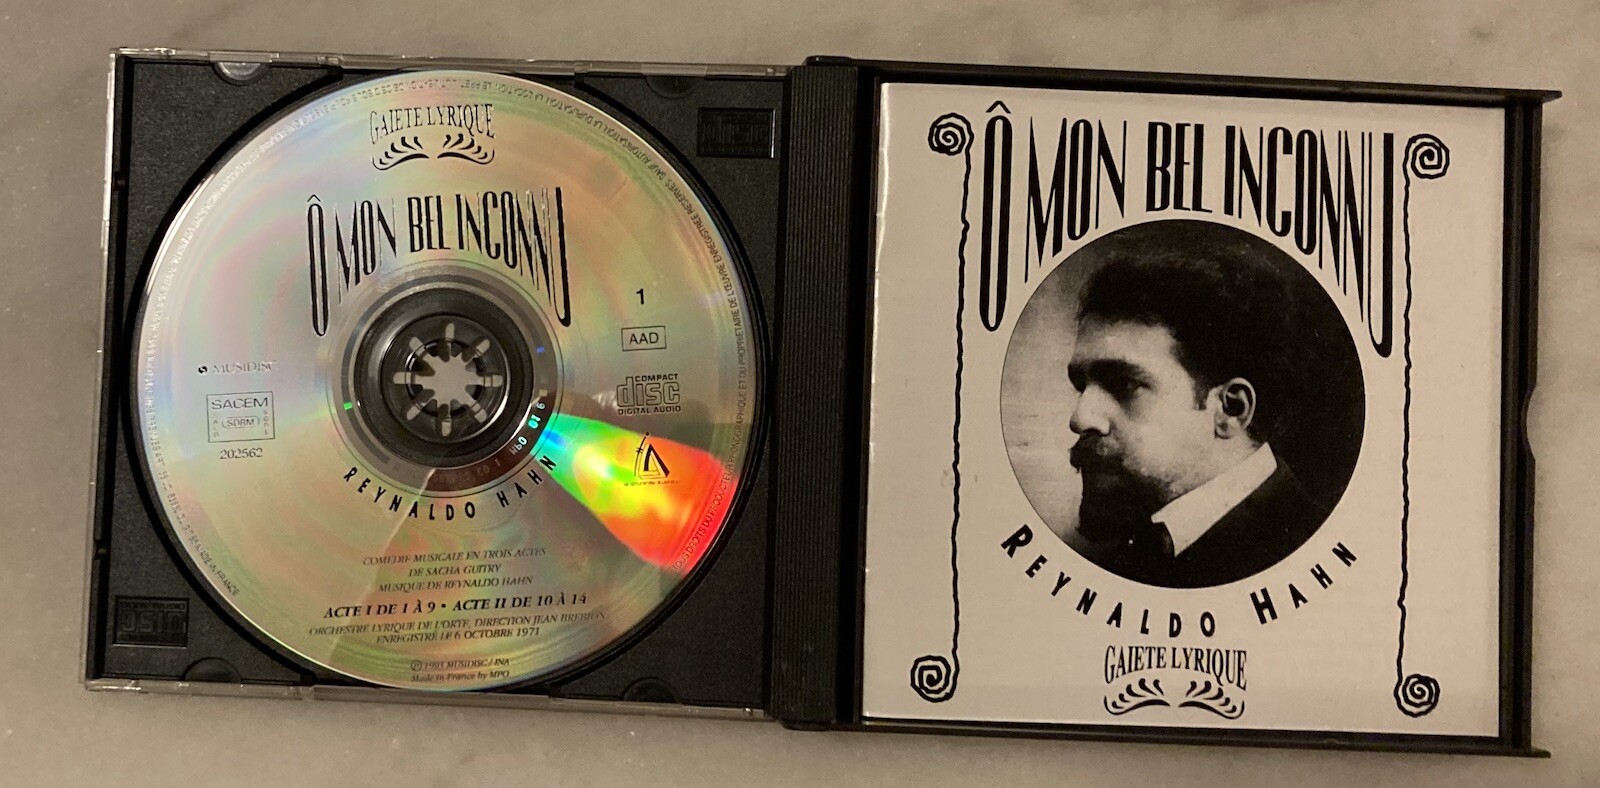 GAIETE LYRIQUE
Ô MON BEL INCONNU
1
AAD
MUSIDISC
SACEM
SDRM
202562
COMPACT
disc
DIGITAL AUDIO
REYNALDO HAHN
COMEDIE MUSICALE EN TROIS ACTES
DE SACHA GUITRY
MUSIQUE DE REYNALDO HAHN
ACTE I DE 1 À 9 • ACTE II DE 10 À 14
ORCHESTRE LYRIQUE DE L'ORTF, DIRECTION JEAN BREBION
ENREGISTRÉ LE 6 OCTOBRE 1971
Ⓟ 1993 MUSIDISC / INA
Made in France by MPO
Ô MON BEL INCONNU
REYNALDO HAHN
GAIETE LYRIQUE